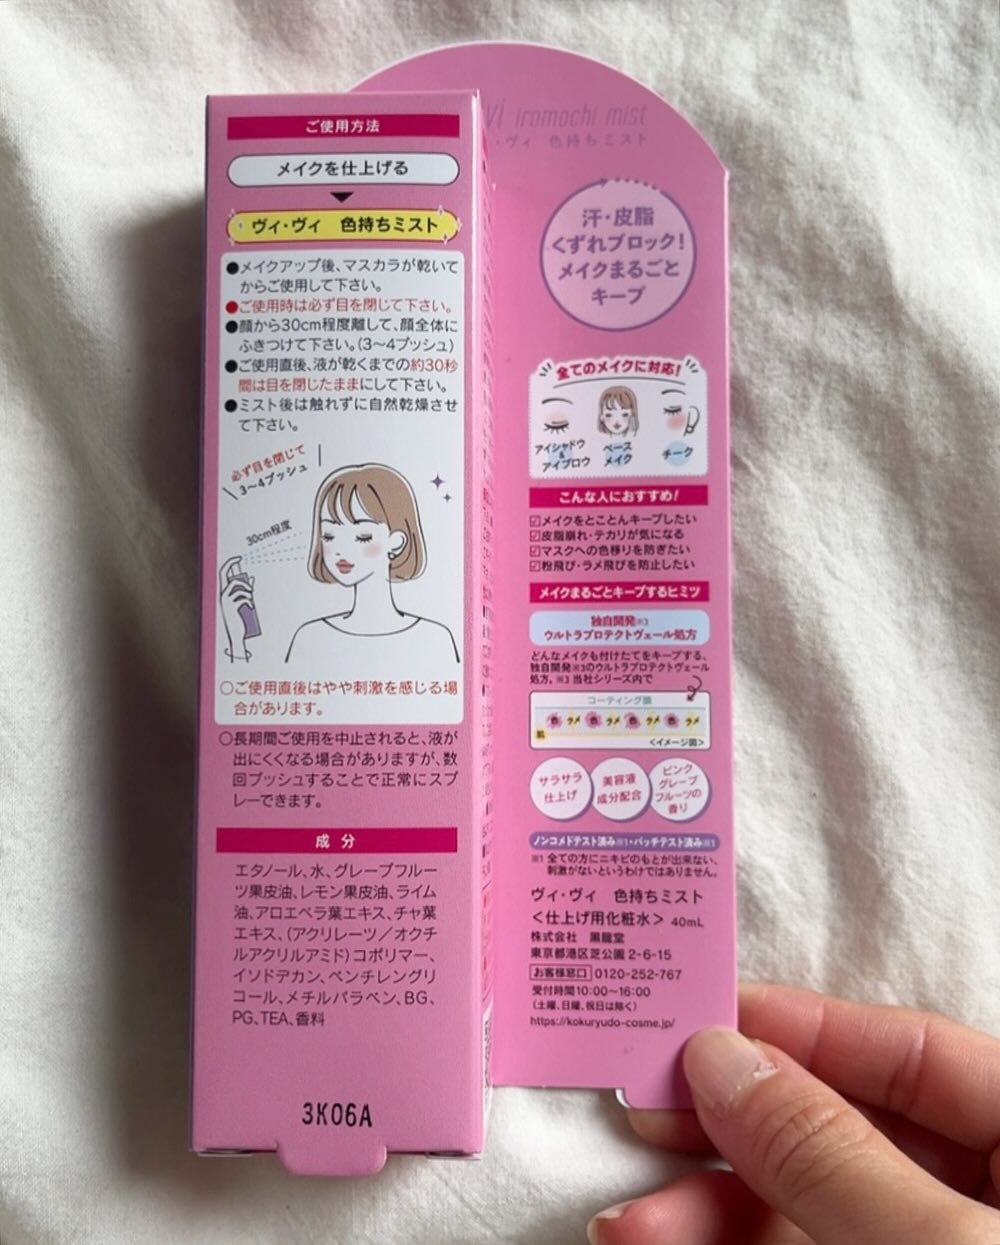 ご使用方法
メイクを仕上げる
ヴィ・ヴィ 色持ちミスト
●メイクアップ後、マスカラが乾いて
からご使用して下さい。
●ご使用時は必ず目を閉じて下さい。
●顔から30cm程度離して、顔全体に
ふきつけて下さい。(3〜4プッシュ)
●ご使用直後、液が乾くまでの約30秒
間は目を閉じたままにして下さい。
●ミスト後は触れずに自然乾燥させ
て下さい。
必ず目を閉じて
3〜4プッシュ
30cm程度
○ご使用直後はやや刺激を感じる場
合があります。
○長期間ご使用を中止されると、液が
出にくくなる場合がありますが、数
回プッシュすることで正常にスプ
レーできます。
成分
エタノール、水、グレープフルー
ツ果皮油、レモン果皮油、ライム
油、アロエベラ葉エキス、チャ葉
エキス、(アクリレーツ/オクチ
ルアクリルアミド)コポリマー、
イソドデカン、ペンチレングリ
コール、メチルパラベン、BG、
PG、TEA、香料
3K06A
iromochi mist
ヴィ 色持ちミスト
汗・皮脂
くずれブロック!
メイクまるごと
キープ
全てのメイクに対応!
アイシャドウ
&
アイブロウ
ベース
メイク
チーク
こんな人におすすめ!
☑メイクをとことんキープしたい
☑皮脂崩れ・テカリが気になる
☑マスクへの色移りを防ぎたい
☑粉飛び・ラメ飛びを防止したい
メイクまるごとキープするヒミツ
独自開発※3
ウルトラプロテクトヴェール処方
どんなメイクも付けたてをキープする、
独自開発※3のウルトラプロテクトヴェール
処方。※3 当社シリーズ内で
コーティング膜
色 ラメ 色 ラメ 色 ラメ 色 ラメ
肌
<イメージ図>
サラサラ
仕上げ
美容液
成分配合
ピンク
グレープ
フルーツの
香り
ノンコメドテスト済み※1・パッチテスト済み※1
※1 全ての方にニキビのもとが出来ない、
刺激がないというわけではありません。
ヴィ・ヴィ 色持ちミスト
<仕上げ用化粧水> 40mL
株式会社 黒龍堂
東京都港区芝公園 2-6-15
お客様窓口 0120-252-767
受付時間10:00〜16:00
(土曜、日曜、祝日は除く)
https://kokuryudo-cosme.jp/